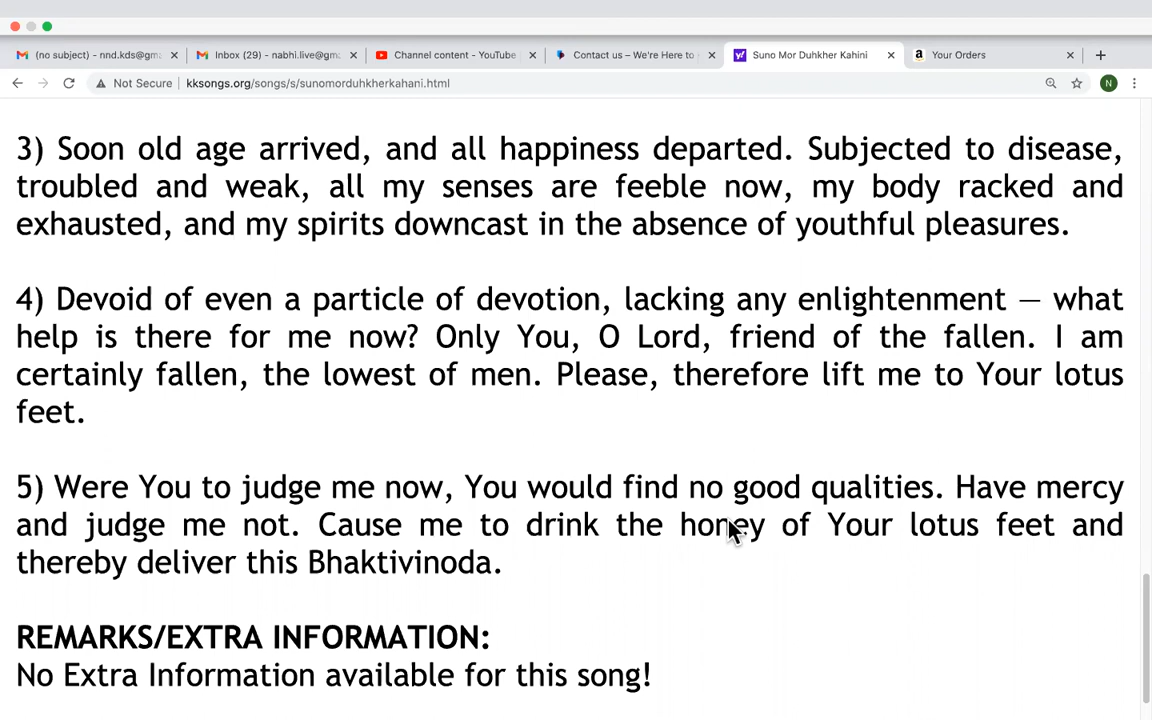 (no subject) - nnd.kds@gma
Inbox (29) - nabhi.live@gm
Channel content - YouTube
Contact us – We're Here to
Suno Mor Duhkher Kahini
Your Orders
Not Secure
kksongs.org/songs/s/sunomorduhkherkahani.html
N
3) Soon old age arrived, and all happiness departed. Subjected to disease,
troubled and weak, all my senses are feeble now, my body racked and
exhausted, and my spirits downcast in the absence of youthful pleasures.
4) Devoid of even a particle of devotion, lacking any enlightenment — what
help is there for me now? Only You, O Lord, friend of the fallen. I am
certainly fallen, the lowest of men. Please, therefore lift me to Your lotus
feet.
5) Were You to judge me now, You would find no good qualities. Have mercy
and judge me not. Cause me to drink the honey of Your lotus feet and
thereby deliver this Bhaktivinoda.
REMARKS/EXTRA INFORMATION:
No Extra Information available for this song!